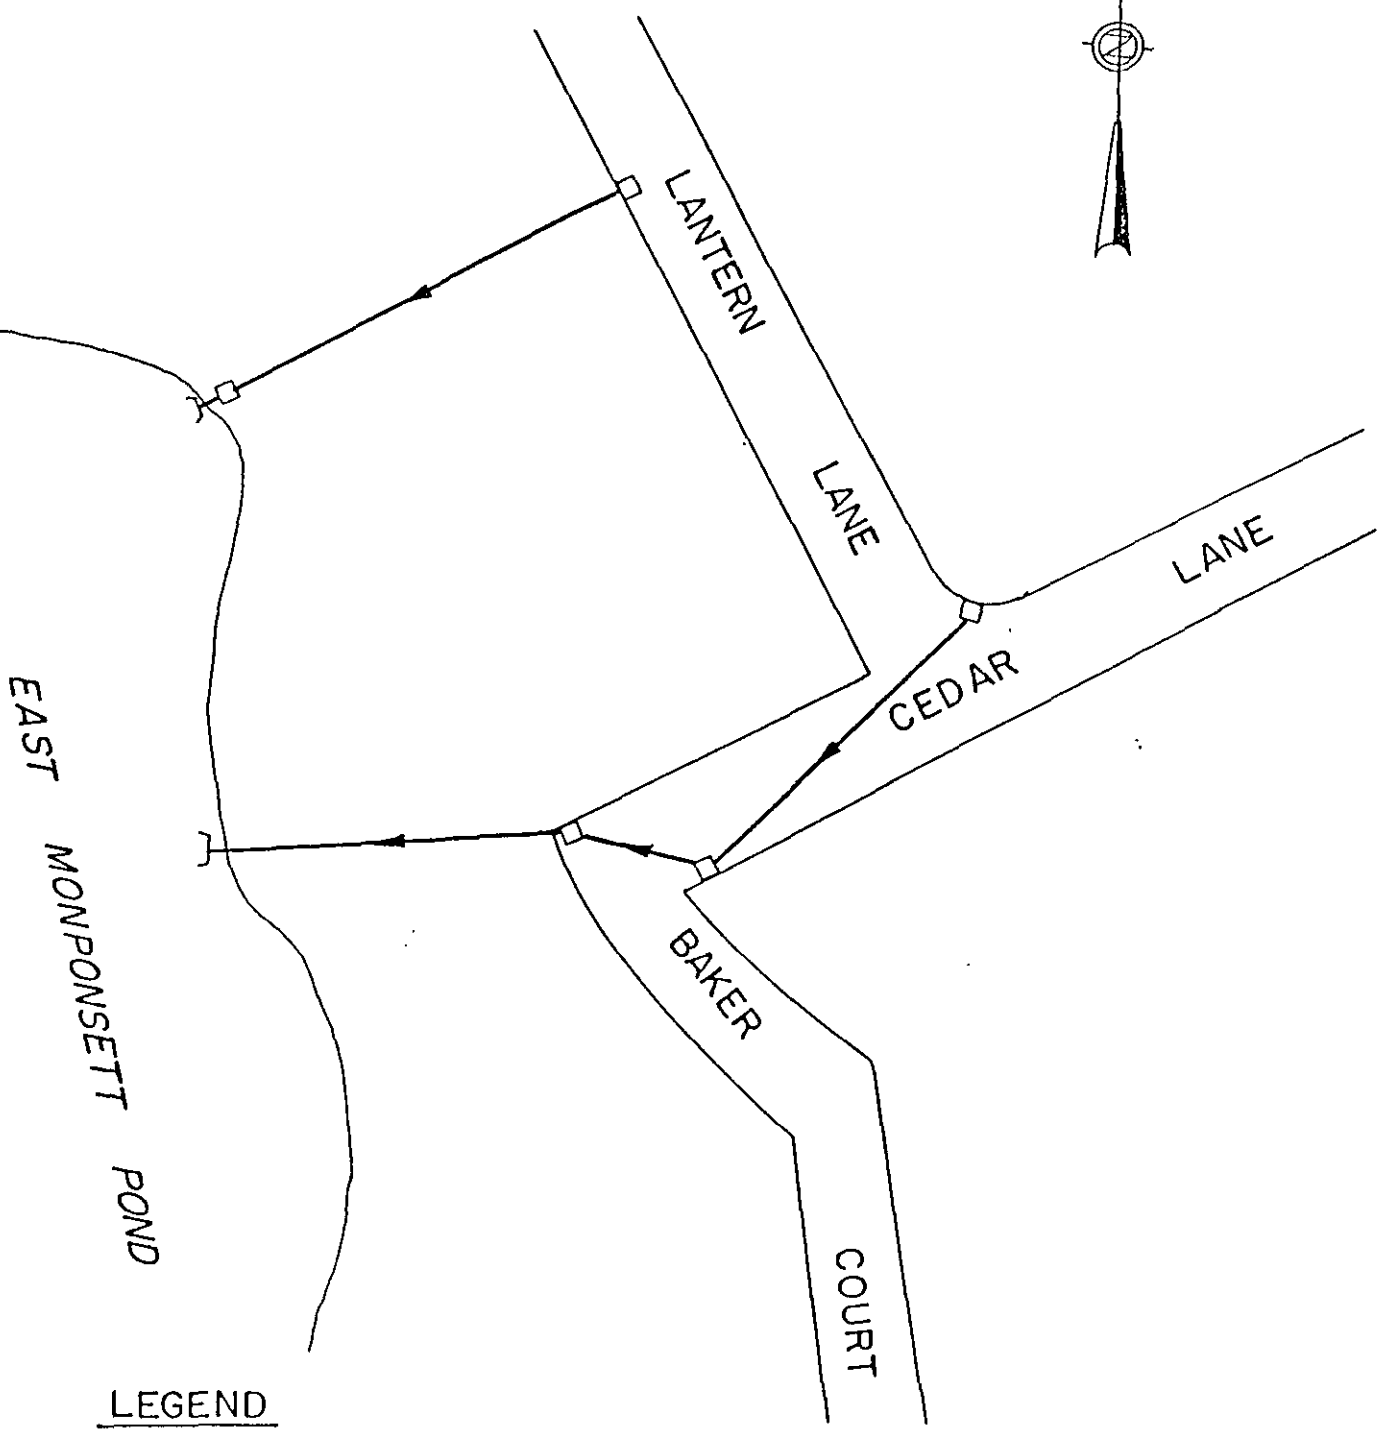 N
LANTERN LANE
CEDAR LANE
BAKER COURT
EAST MONPONSETT POND
LEGEND